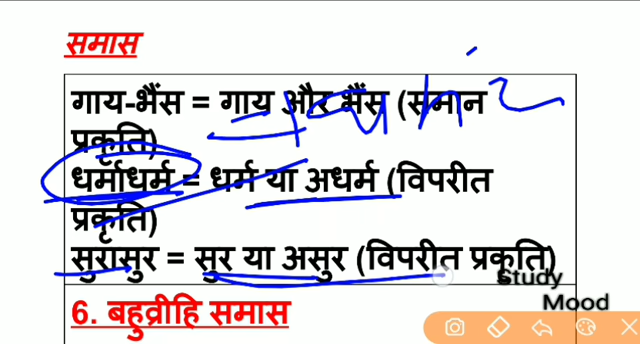 समास
गाय-भैंस = गाय और भैंस (समान
प्रकृति)
धर्माधर्म = धर्म या अधर्म (विपरीत
प्रकृति)
सुरासुर = सुर या असुर (विपरीत प्रकृति)
6. बहुव्रीहि समास
Study
Mood